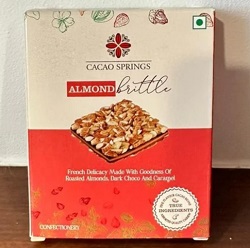 CACAO SPRINGS
ALMOND brittle
French Delicacy Made With Goodness Of
Roasted Almonds, Dark Choco And Caramel
TRUE
INGREDIENTS
CONFECTIONERY